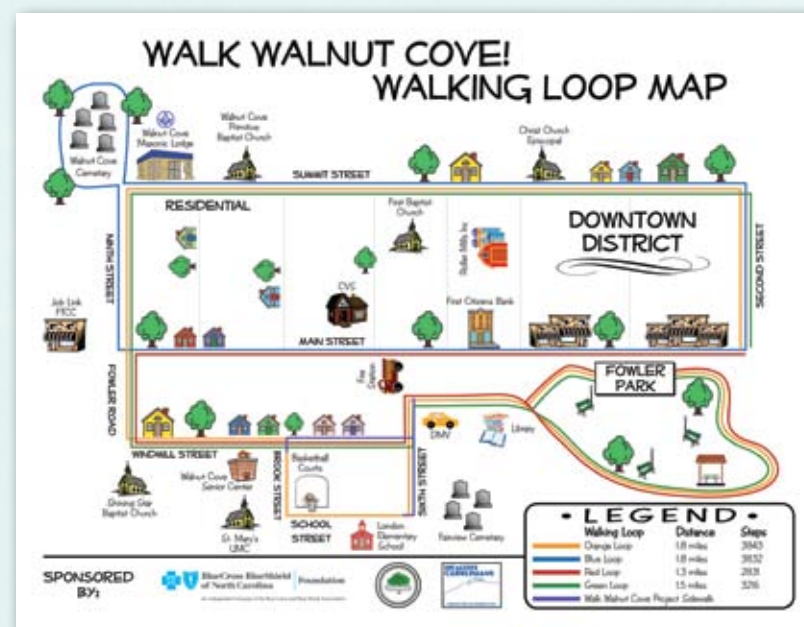 WALK WALNUT COVE!
WALKING LOOP MAP
Walnut Cove
Cemetery
Walnut Cove
Masonic Lodge
Walnut Cove
Primitive
Baptist Church
SUMMIT STREET
Christ Church
Episcopal
RESIDENTIAL
First Baptist
Church
Roller Mills Inc
DOWNTOWN
DISTRICT
NINTH STREET
SECOND STREET
Job Link
FTCC
CVS
First Citizens Bank
MAIN STREET
FOWLER ROAD
Fire
Station
FOWLER
PARK
WINDMILL STREET
DMV
Library
Shining Star
Baptist Church
Walnut Cove
Senior Center
BROOK STREET
Basketball
Courts
SIXTH STREET
St. Mary's
UMC
SCHOOL
STREET
London
Elementary
School
Fairview Cemetery
• LEGEND •
Walking Loop Distance Steps
Orange Loop 1.8 miles 3843
Blue Loop 1.8 miles 3832
Red Loop 1.3 miles 2831
Green Loop 1.5 miles 3216
Walk Walnut Cove Project Sidewalk
SPONSORED
BY:
BlueCross BlueShield
of North Carolina
Foundation